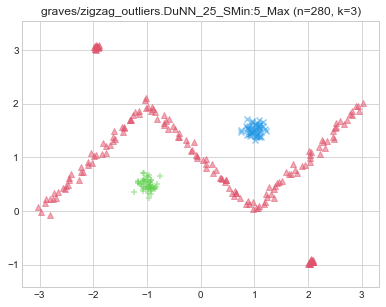 graves/zigzag_outliers.DuNN_25_SMin:5_Max (n=280, k=3)
3
2
1
0
−1
−3 −2 −1 0 1 2 3